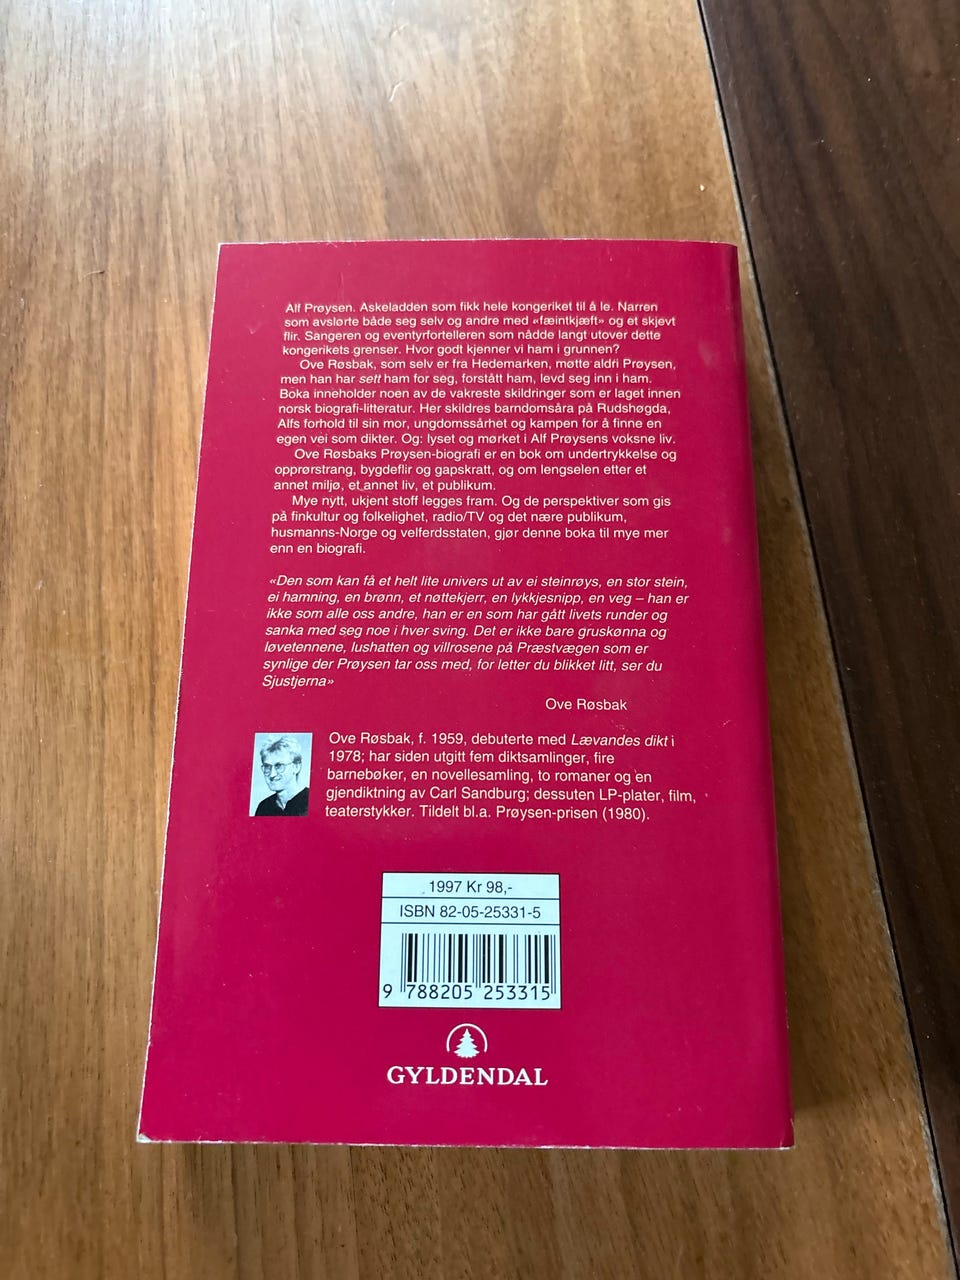 Alf Prøysen. Askeladden som fikk hele kongeriket til å le. Narren
som avslørte både seg selv og andre med «fæintkjæft» og et skjevt
flir. Sangeren og eventyrfortelleren som nådde langt utover dette
kongerikets grenser. Hvor godt kjenner vi ham i grunnen?
Ove Røsbak, som selv er fra Hedemarken, møtte aldri Prøysen,
men han har sett ham for seg, forstått ham, levd seg inn i ham.
Boka inneholder noen av de vakreste skildringer som er laget innen
norsk biografi-litteratur. Her skildres barndomsåra på Rudshøgda,
Alfs forhold til sin mor, ungdomssårhet og kampen for å finne en
egen vei som dikter. Og: lyset og mørket i Alf Prøysens voksne liv.
Ove Røsbaks Prøysen-biografi er en bok om undertrykkelse og
opprørstrang, bygdeflir og gapskratt, og om lengselen etter et
annet miljø, et annet liv, et publikum.
Mye nytt, ukjent stoff legges fram. Og de perspektiver som gis
på finkultur og folkelighet, radio/TV og det nære publikum,
husmanns-Norge og velferdsstaten, gjør denne boka til mye mer
enn en biografi.
«Den som kan få et helt lite univers ut av ei steinrøys, en stor stein,
ei hamning, en brønn, et nøttekjerr, en lykkjesnipp, en veg – han er
ikke som alle oss andre, han er en som har gått livets runder og
sanka med seg noe i hver sving. Det er ikke bare gruskønna og
løvetennene, lushatten og villrosene på Præstvægen som er
synlige der Prøysen tar oss med, for letter du blikket litt, ser du
Sjustjerna»
Ove Røsbak
Ove Røsbak, f. 1959, debuterte med Lævandes dikt i
1978; har siden utgitt fem diktsamlinger, fire
barnebøker, en novellesamling, to romaner og en
gjendiktning av Carl Sandburg; dessuten LP-plater, film,
teaterstykker. Tildelt bl.a. Prøysen-prisen (1980).
1997 Kr 98,-
ISBN 82-05-25331-5
9 788205 253315
GYLDENDAL